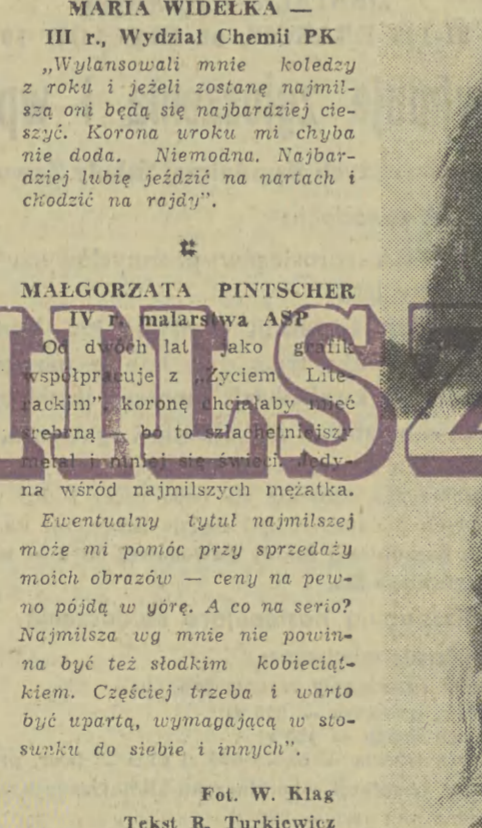 MARIA WIDEŁKA —
III r., Wydział Chemii PK
„Wylansowali mnie koledzy
z roku i jeżeli zostanę najmil-
szą oni będą się najbardziej cie-
szyć. Korona uroku mi chyba
nie doda. Niemodna. Najbar-
dziej lubię jeździć na nartach i
chodzić na rajdy".
MAŁGORZATA PINTSCHER
IV r. malarstwa ASP
Od dwóch lat jako grafik
współpracuje z „Życiem Lite-
rackim", koronę chciałaby mieć
srebrną — bo to szlachetniejszy
metal i mniej się świeci. Jedy-
na wśród najmilszych mężatka.
Ewentualny tytuł najmilszej
może mi pomóc przy sprzedaży
moich obrazów — ceny na pew-
no pójdą w górę. A co na serio?
Najmilsza wg mnie nie powin-
na być też słodkim kobieciąt-
kiem. Częściej trzeba i warto
być upartą, wymagającą w sto-
sunku do siebie i innych".
Fot. W. Klag
Tekst R. Turkiewicz